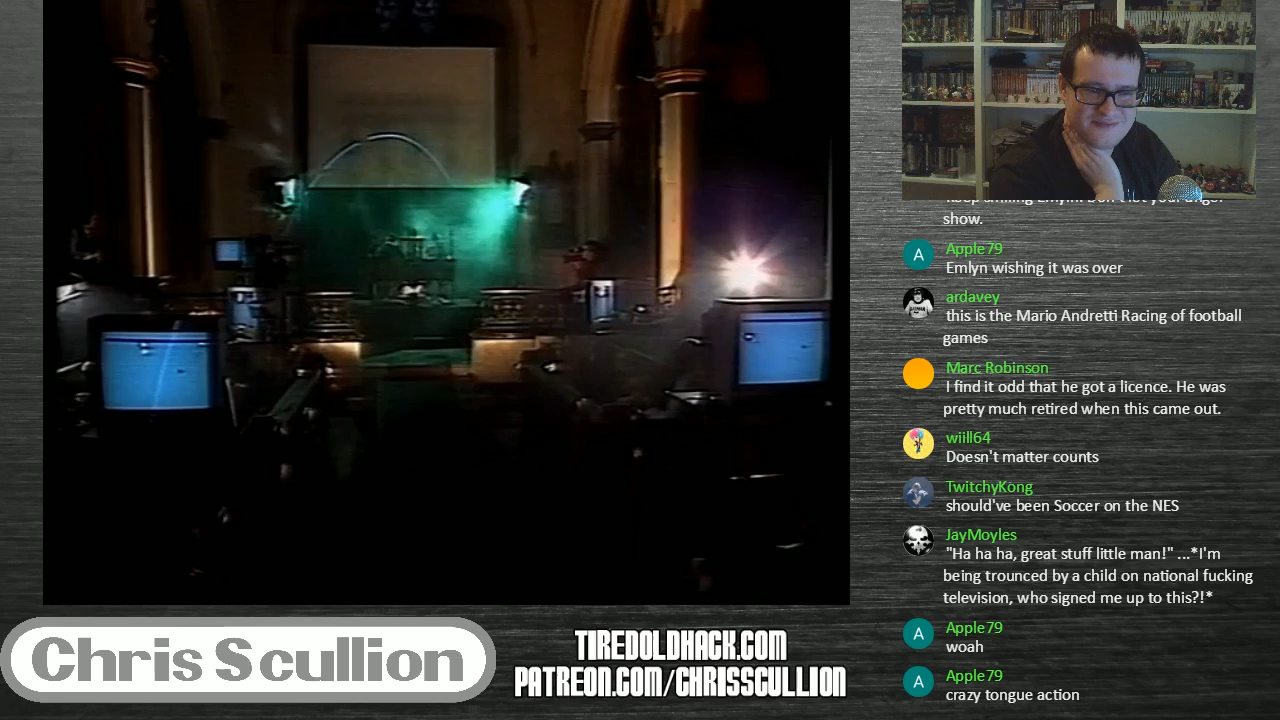 show.
Apple79
Emlyn wishing it was over
ardavey
this is the Mario Andretti Racing of football
games
Marc Robinson
I find it odd that he got a licence. He was
pretty much retired when this came out.
wiill64
Doesn't matter counts
TwitchyKong
should've been Soccer on the NES
JayMoyles
"Ha ha ha, great stuff little man!" ...*I'm
being trounced by a child on national fucking
television, who signed me up to this?!*
A Apple79
woah
A Apple79
crazy tongue action
Chris Scullion
TIREDOLDHACK.COM
PATREON.COM/CHRISSCULLION